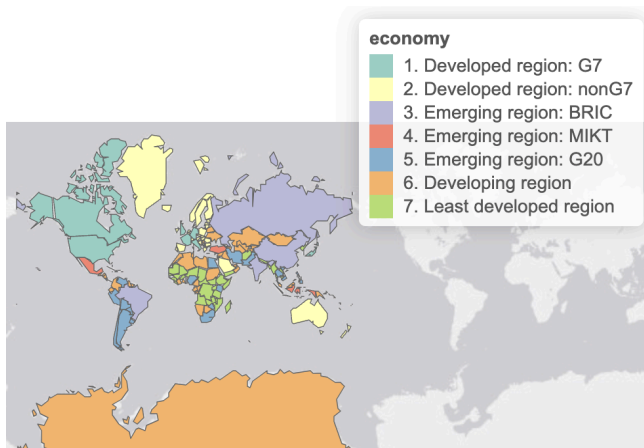 economy
1. Developed region: G7
2. Developed region: nonG7
3. Emerging region: BRIC
4. Emerging region: MIKT
5. Emerging region: G20
6. Developing region
7. Least developed region